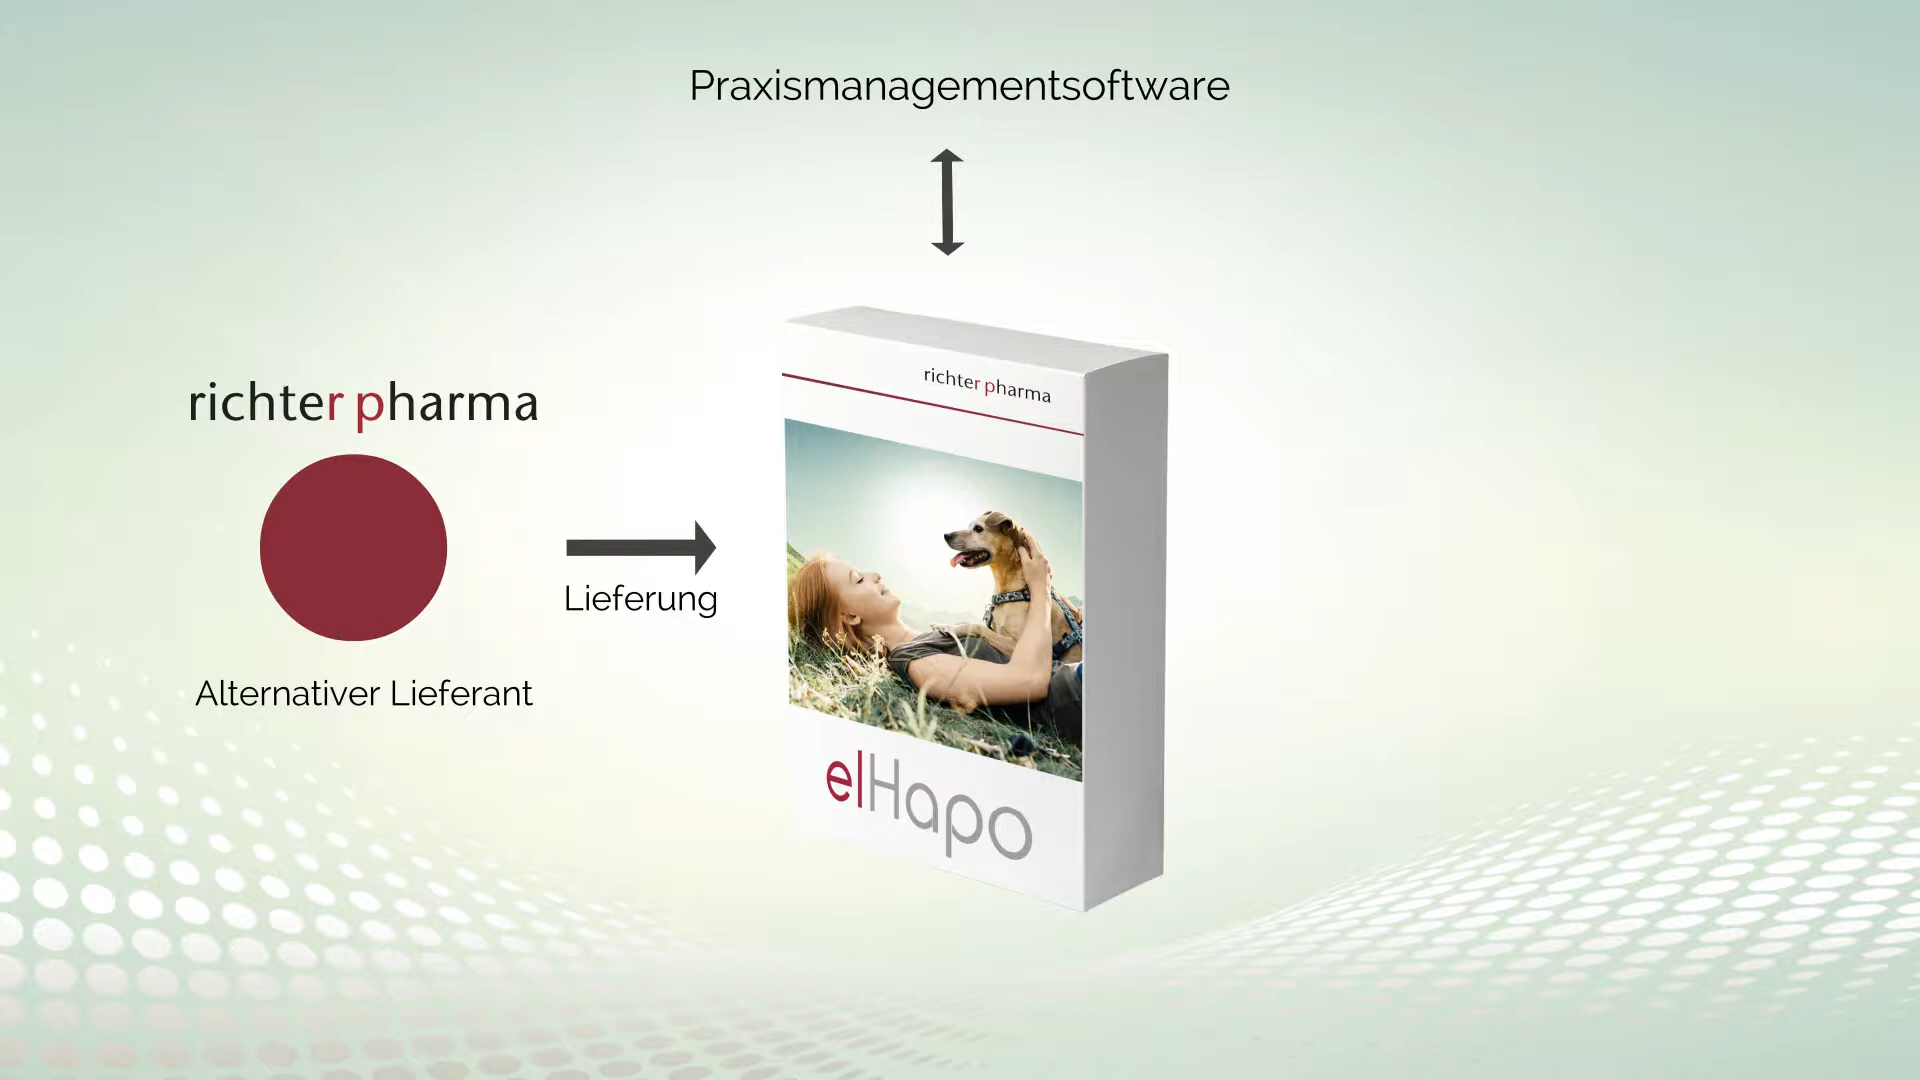 Praxismanagementsoftware
richter pharma
Lieferung
Alternativer Lieferant
richter pharma
elHapo